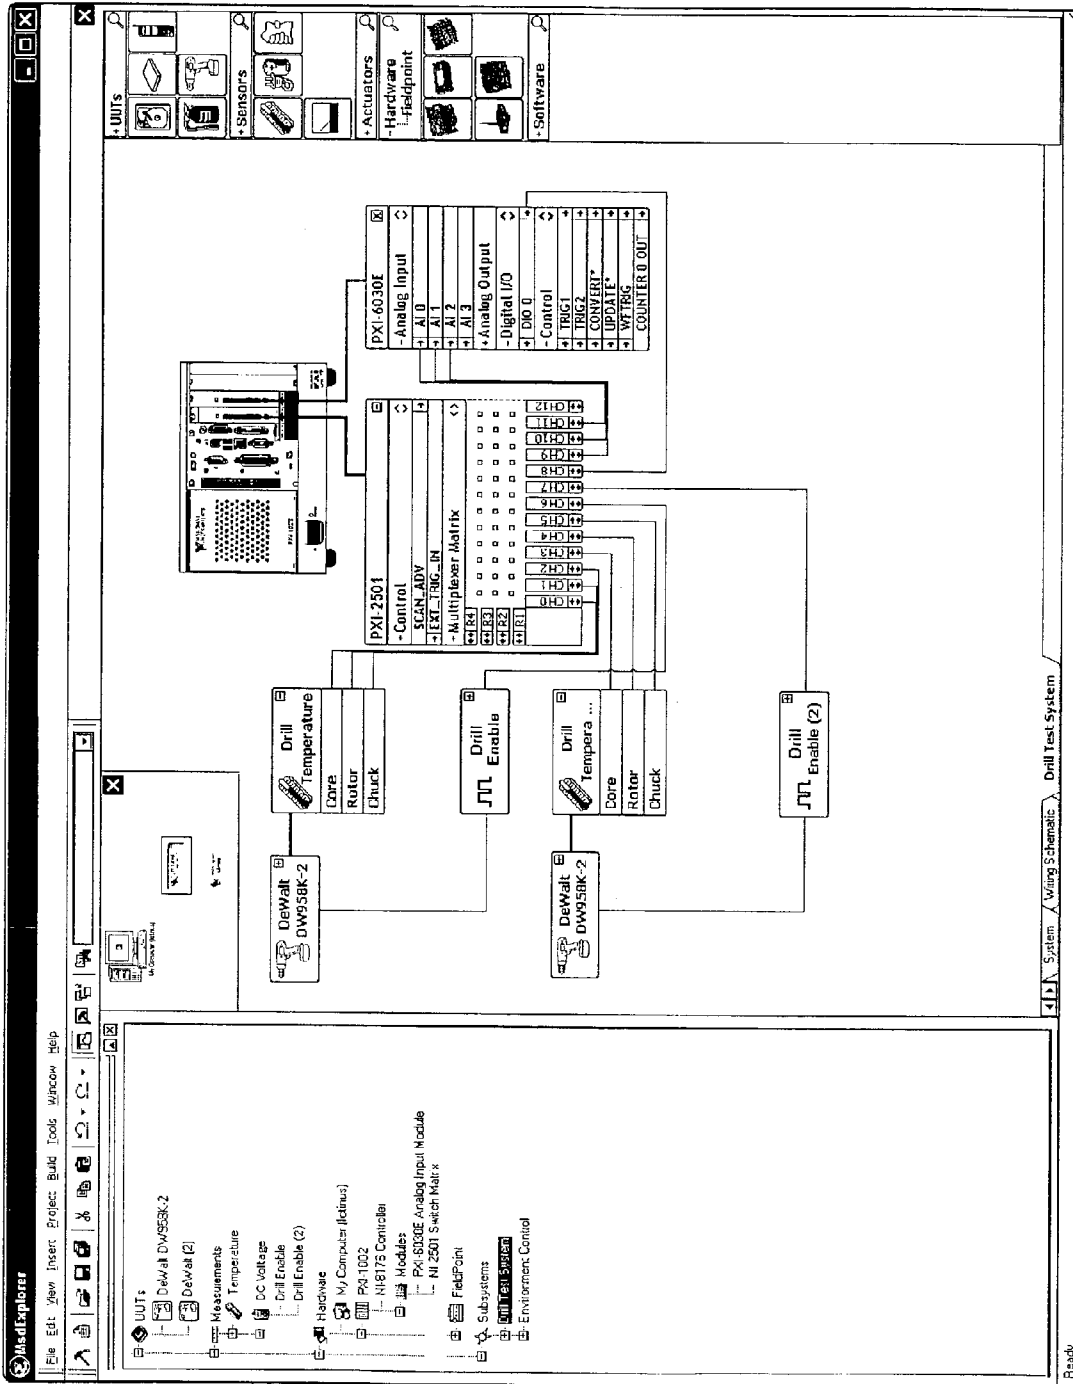 MsdExplorer
File Edit View Insert Project Build Tools Window Help
UUTs
DeWalt DW958K-2
DeWalt (2)
Measurements
Temperature
DC Voltage
Drill Enable
Drill Enable (2)
Hardware
PXI-1002
NI-8176 Controller
Modules
PXI-6030E Analog Input Module
NI 2501 Switch Matrix
FieldPoint
Subsystems
Drill Test System
Environment Control
DeWalt
DW958K-2
Drill
Temperature
Core
Rotor
Chuck
Drill
Enable
DeWalt
DW958K-2
Drill
Tempera ...
Core
Rotor
Chuck
Drill
Enable (2)
PXI-2501
-Control
SCAN_ADV
EXT_TRIG_IN
-Multiplexer Matrix
R4
R3
R2
R1
CH0
CH1
CH2
CH3
CH4
CH5
CH6
CH7
CH8
CH9
CH10
CH11
CH12
PXI-6030E
-Analog Input
AI 0
AI 1
AI 2
AI 3
+Analog Output
-Digital I/O
DIO 0
-Control
TRIG1
TRIG2
CONVERT*
UPDATE*
WFTRIG
COUNTER 0 OUT
+UUTs
+Sensors
+Actuators
-Hardware
Fieldpoint
+Software
System
Wiring Schematic
Drill Test System
Ready